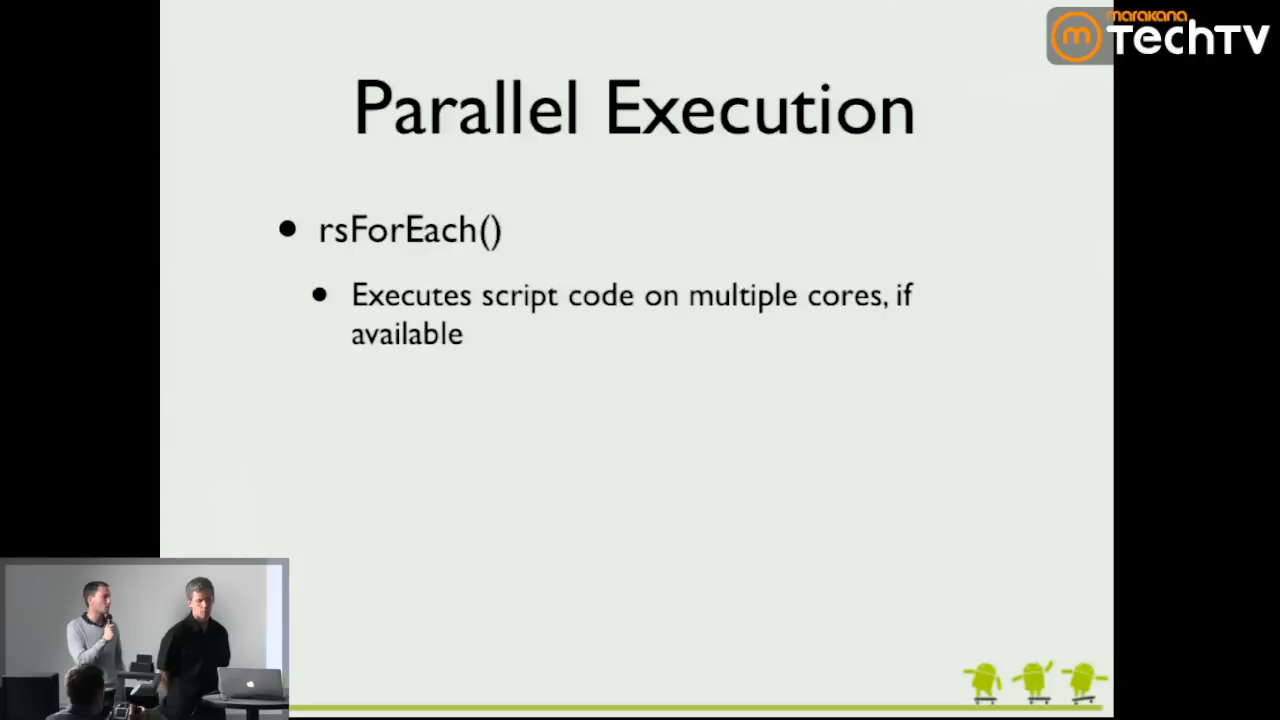 marakana
m TechTV
Parallel Execution
• rsForEach()
• Executes script code on multiple cores, if
available